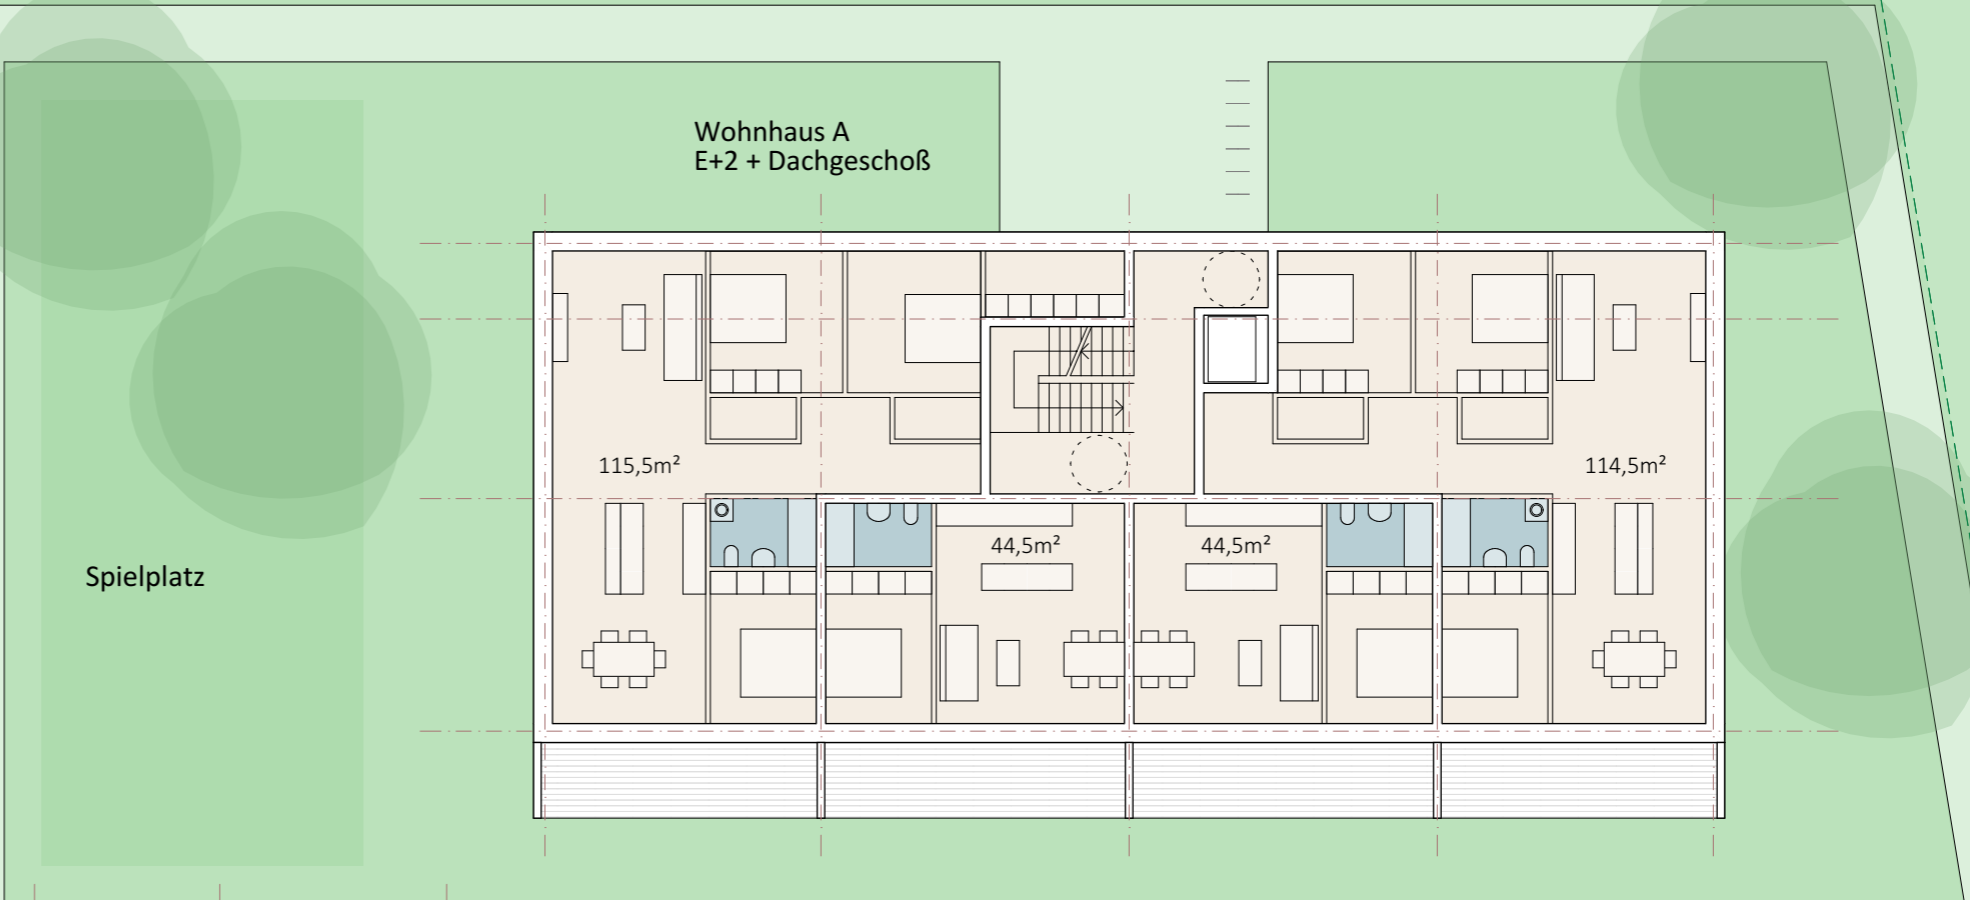 Wohnhaus A
E+2 + Dachgeschoß
115,5m²
114,5m²
44,5m²
44,5m²
Spielplatz